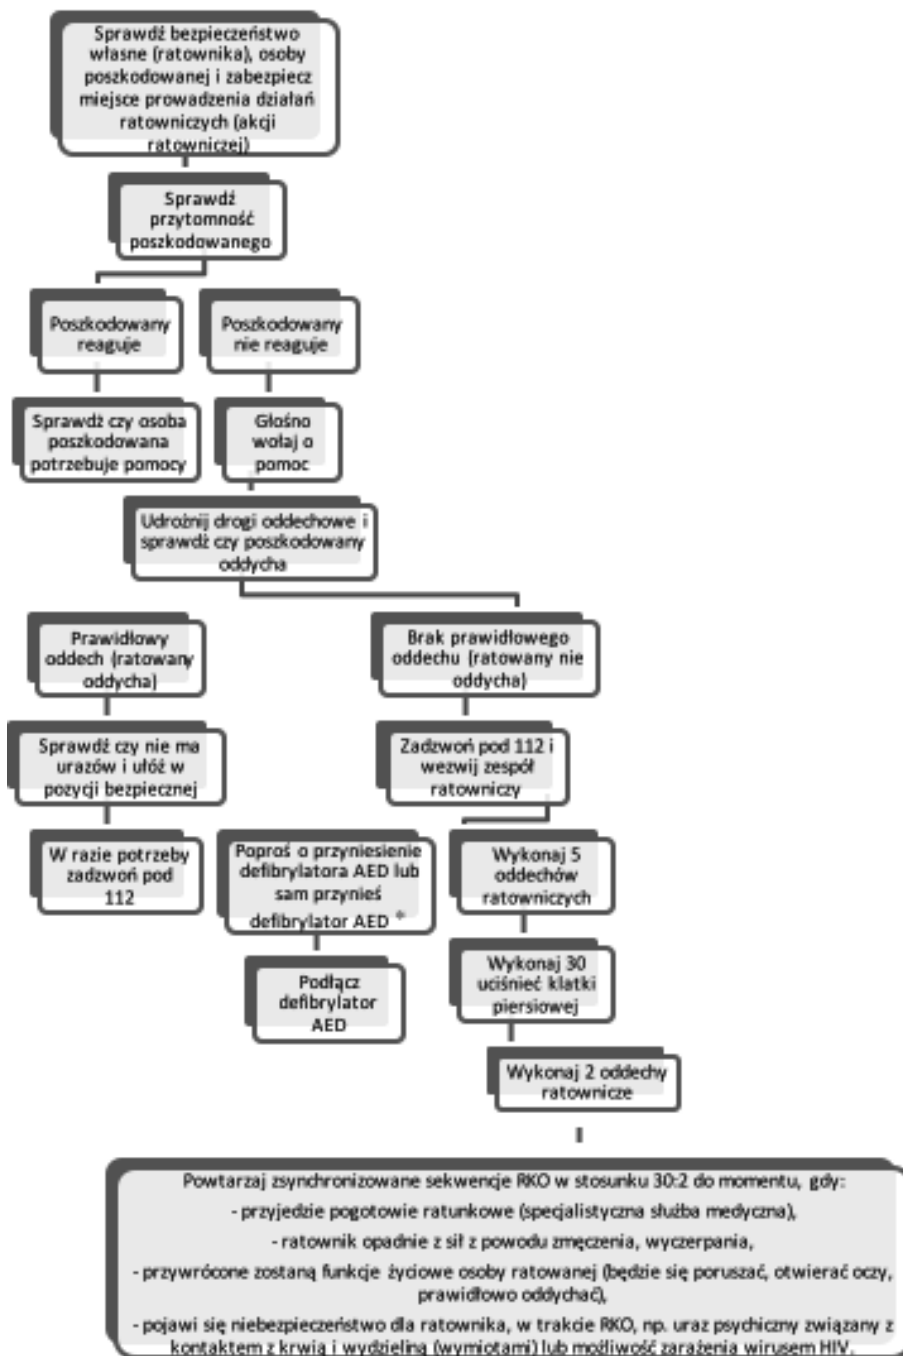 Sprawdź bezpieczeństwo
własne (ratownika), osoby
poszkodowanej i zabezpiecz
miejsce prowadzenia działań
ratowniczych (akcji
ratowniczej)
Sprawdź
przytomność
poszkodowanego
Poszkodowany
reaguje
Poszkodowany
nie reaguje
Sprawdź czy osoba
poszkodowana
potrzebuje pomocy
Głośno
wołaj o
pomoc
Udrożnij drogi oddechowe i
sprawdź czy poszkodowany
oddycha
Prawidłowy
oddech (ratowany
oddycha)
Brak prawidłowego
oddechu (ratowany nie
oddycha)
Sprawdź czy nie ma
urazów i ułóż w
pozycji bezpiecznej
Zadzwoń pod 112 i
wezwij zespół
ratowniczy
W razie potrzeby
zadzwoń pod
112
Poproś o przyniesienie
defibrylatora AED lub
sam przynieś
defibrylator AED *
Wykonaj 5
oddechów
ratowniczych
Podłącz
defibrylator
AED
Wykonaj 30
uciśnieć klatki
piersiowej
Wykonaj 2 oddechy
ratownicze
Powtarzaj zsynchronizowane sekwencje RKO w stosunku 30:2 do momentu, gdy:
- przyjedzie pogotowie ratunkowe (specjalistyczna służba medyczna),
- ratownik opadnie z sił z powodu zmęczenia, wyczerpania,
- przywrócone zostaną funkcje życiowe osoby ratowanej (będzie się poruszać, otwierać oczy,
prawidłowo oddychać),
- pojawi się niebezpieczeństwo dla ratownika, w trakcie RKO, np. uraz psychiczny związany z
kontaktem z krwią i wydzieliną (wymiotami) lub możliwość zarażenia wirusem HIV.